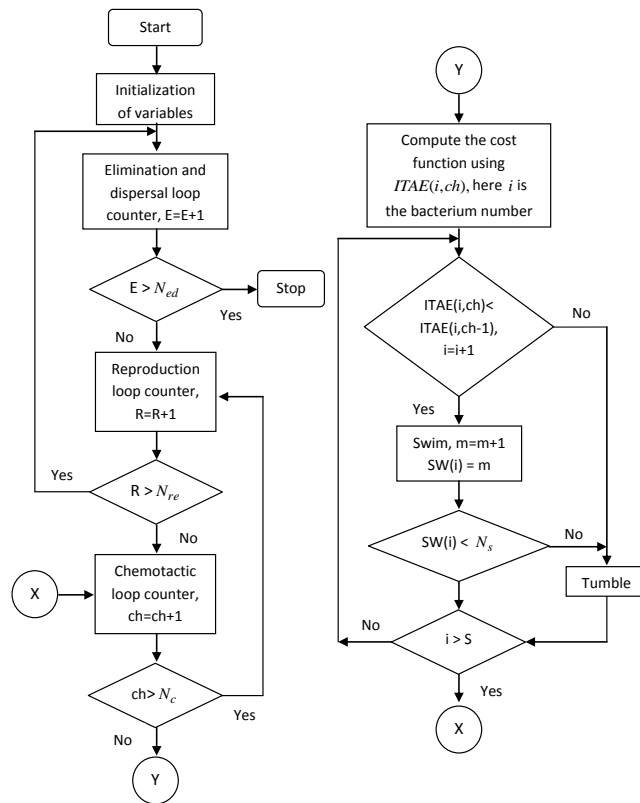 Start
Initialization
of variables
Elimination and
dispersal loop
counter, E=E+1
E > N_ed
Yes
Stop
No
Reproduction
loop counter,
R=R+1
Yes
R > N_re
No
X
Chemotactic
loop counter,
ch=ch+1
ch> N_c
Yes
No
Y
Y
Compute the cost
function using
ITAE(i,ch), here i is
the bacterium number
ITAE(i,ch)<
ITAE(i,ch-1),
i=i+1
No
Yes
Swim, m=m+1
SW(i) = m
SW(i) < N_s
No
Tumble
No
i > S
Yes
X